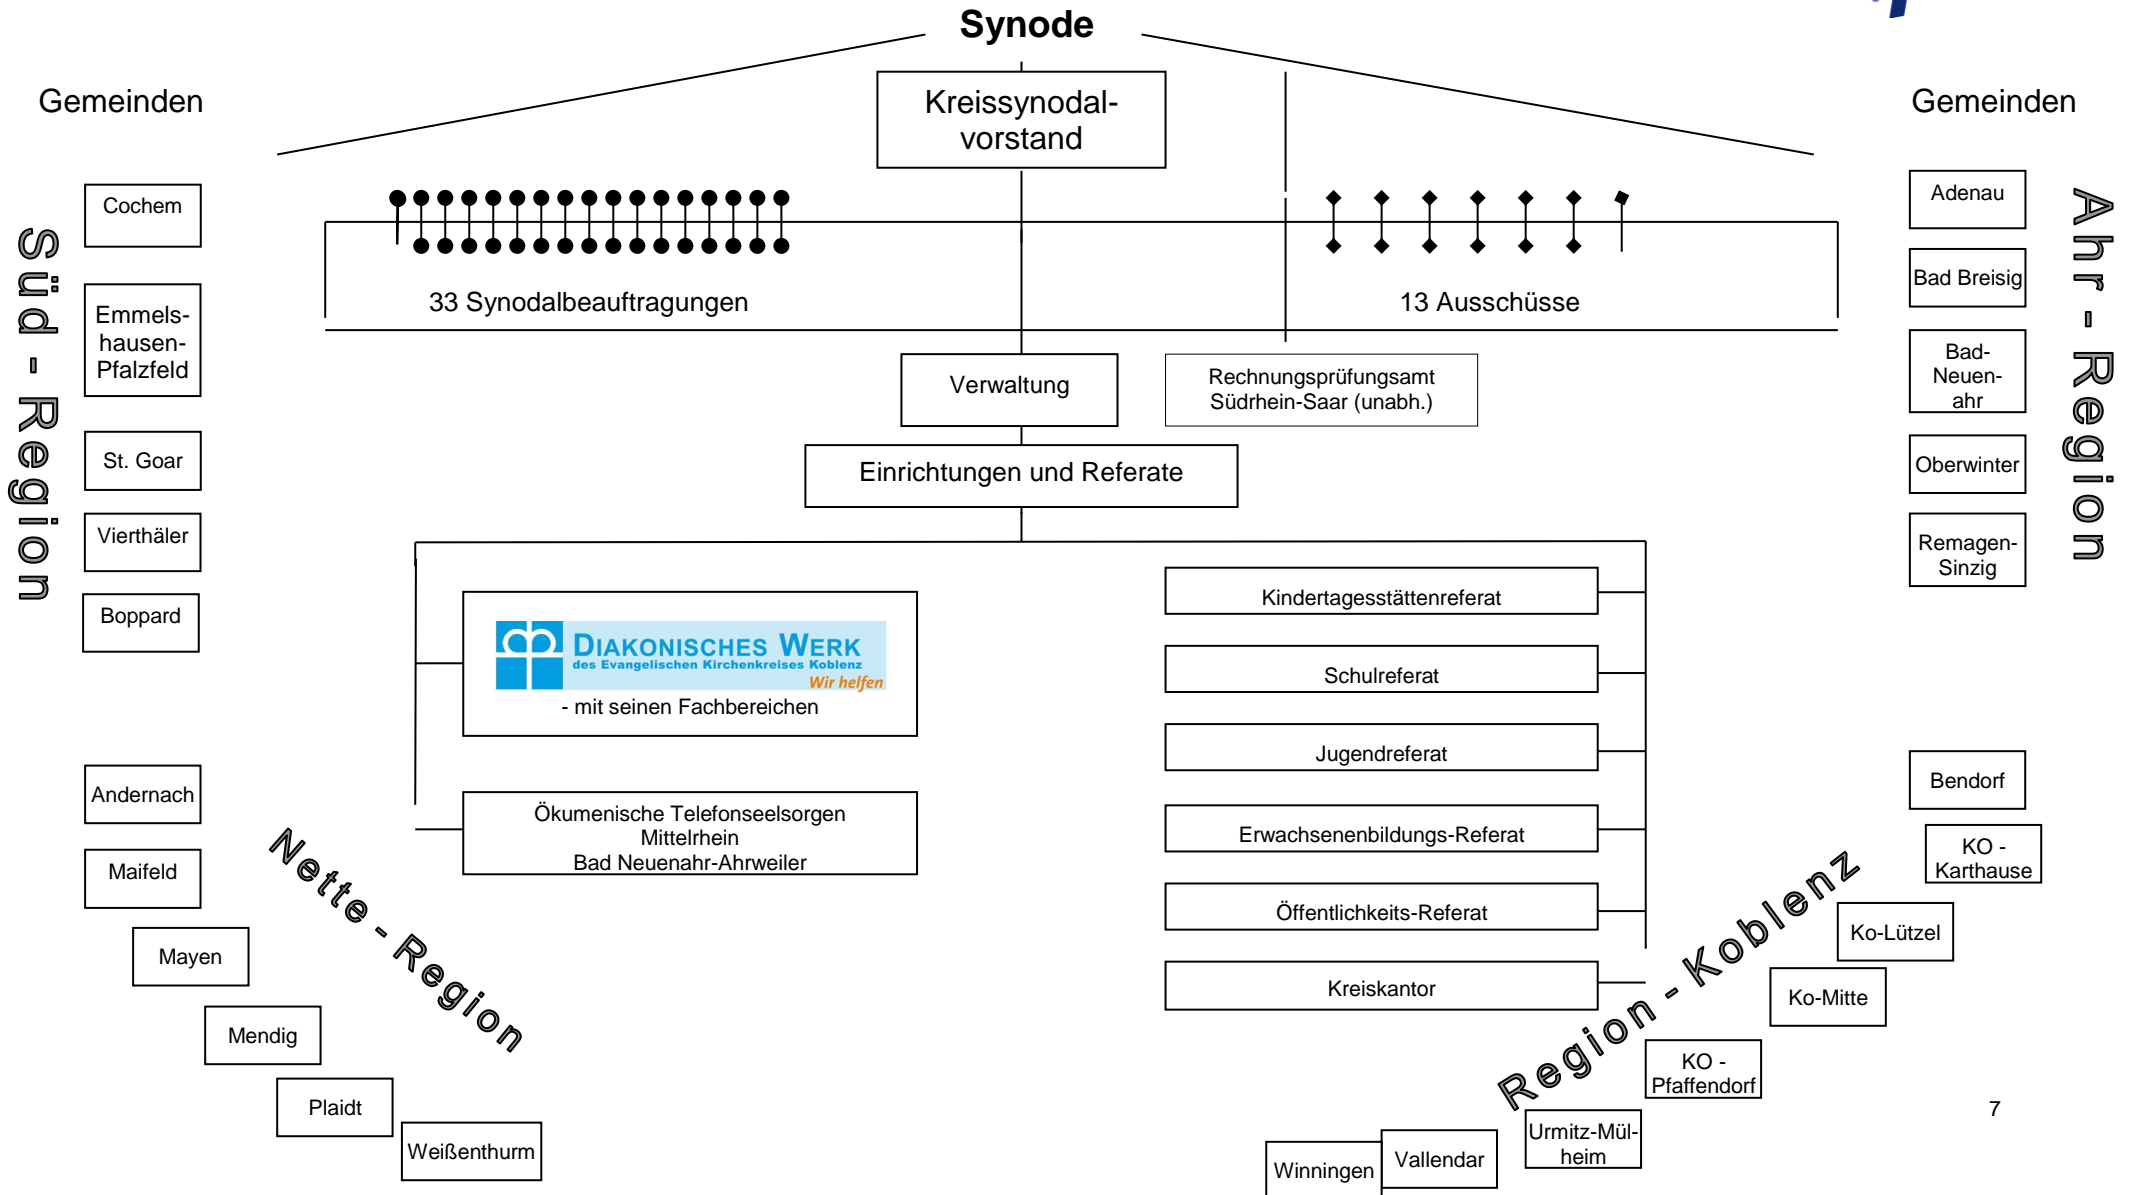 Synode
Kreissynodal-
vorstand
Gemeinden
Süd - Region
Cochem
Emmels-
hausen-
Pfalzfeld
St. Goar
Vierthäler
Boppard
Gemeinden
Ahr - Region
Adenau
Bad Breisig
Bad-
Neuen-
ahr
Oberwinter
Remagen-
Sinzig
33 Synodalbeauftragungen
13 Ausschüsse
Verwaltung
Rechnungsprüfungsamt
Südrhein-Saar (unabh.)
Einrichtungen und Referate
DIAKONISCHES WERK
des Evangelischen Kirchenkreises Koblenz
Wir helfen
- mit seinen Fachbereichen
Ökumenische Telefonseelsorgen
Mittelrhein
Bad Neuenahr-Ahrweiler
Kindertagesstättenreferat
Schulreferat
Jugendreferat
Erwachsenenbildungs-Referat
Öffentlichkeits-Referat
Kreiskantor
Nette - Region
Andernach
Maifeld
Mayen
Mendig
Plaidt
Weißenthurm
Region - Koblenz
Bendorf
KO -
Karthause
Ko-Lützel
Ko-Mitte
KO -
Pfaffendorf
Urmitz-Mül-
heim
Vallendar
Winningen
7